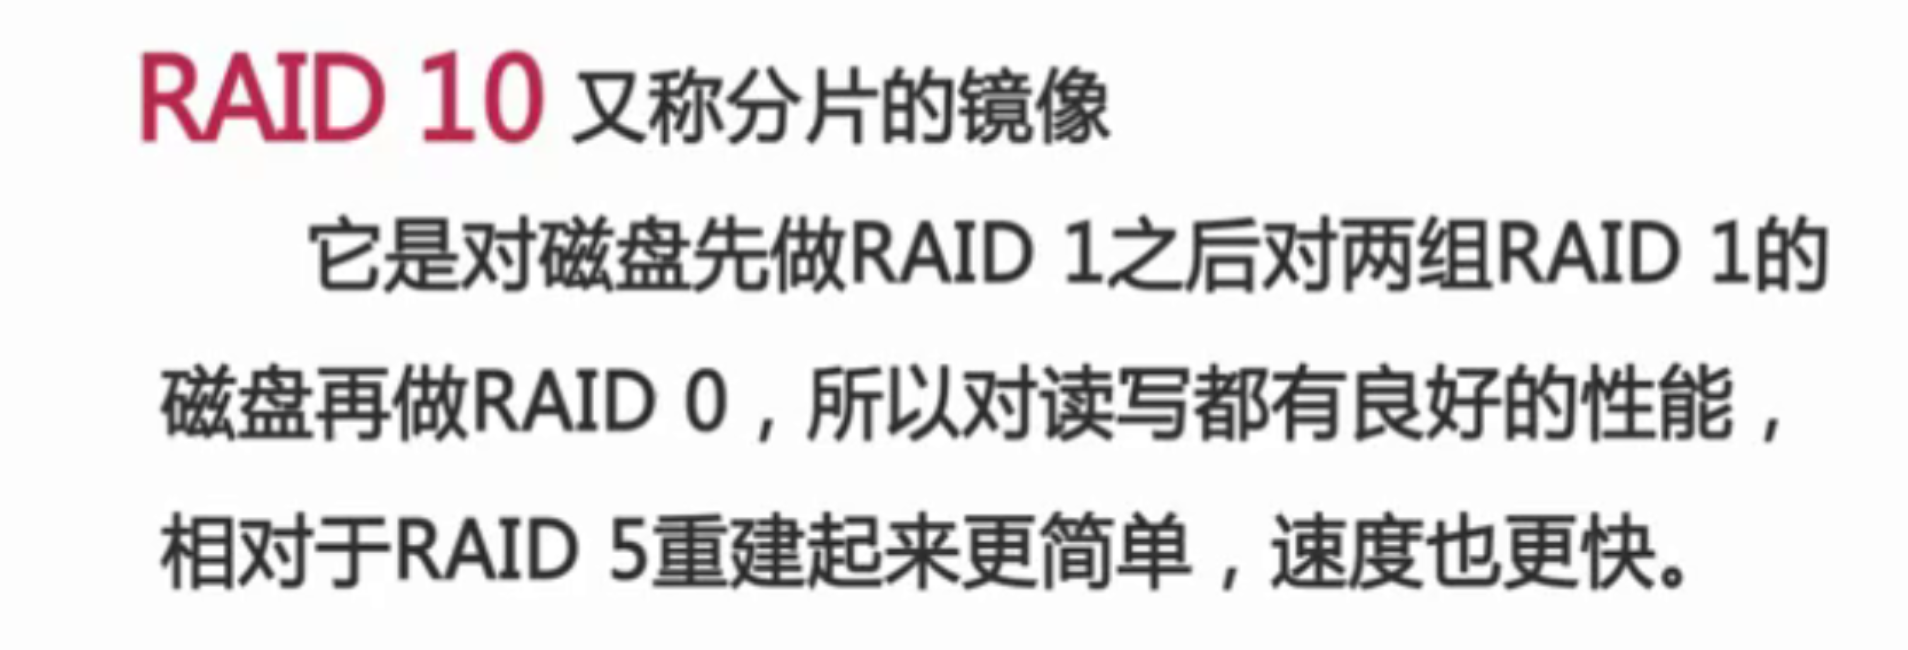 RAID 10 又称分片的镜像
它是对磁盘先做RAID 1之后对两组RAID 1的
磁盘再做RAID 0，所以对读写都有良好的性能，
相对于RAID 5重建起来更简单，速度也更快。